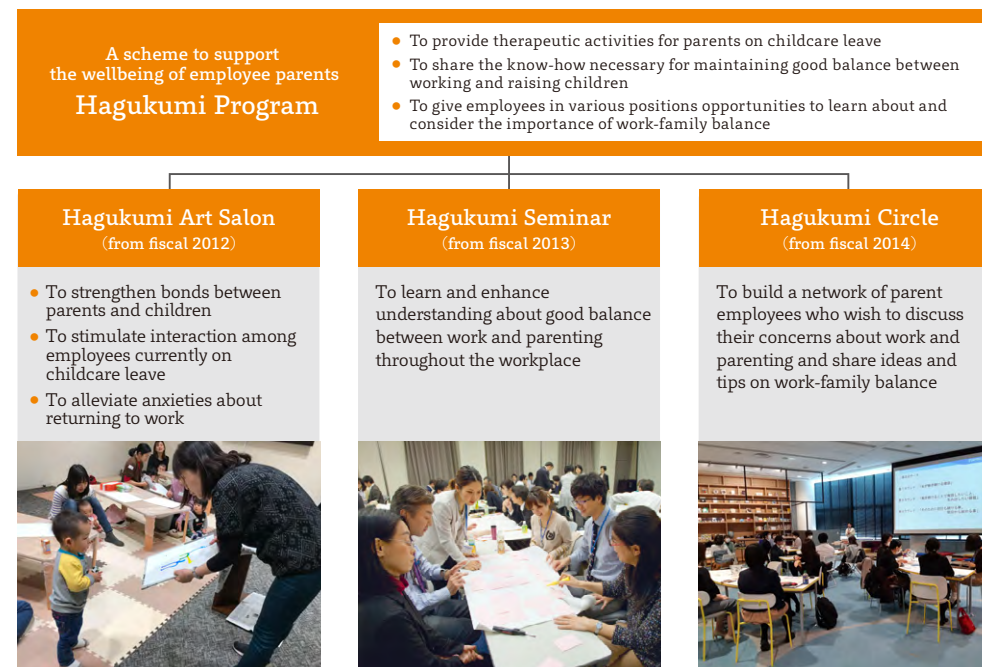 A scheme to support
the wellbeing of employee parents
Hagukumi Program
● To provide therapeutic activities for parents on childcare leave
● To share the know-how necessary for maintaining good balance between
working and raising children
● To give employees in various positions opportunities to learn about and
consider the importance of work-family balance
Hagukumi Art Salon
（from fiscal 2012）
● To strengthen bonds between
parents and children
● To stimulate interaction among
employees currently on
childcare leave
● To alleviate anxieties about
returning to work
Hagukumi Seminar
（from fiscal 2013）
To learn and enhance
understanding about good balance
between work and parenting
throughout the workplace
Hagukumi Circle
（from fiscal 2014）
To build a network of parent
employees who wish to discuss
their concerns about work and
parenting and share ideas and
tips on work-family balance